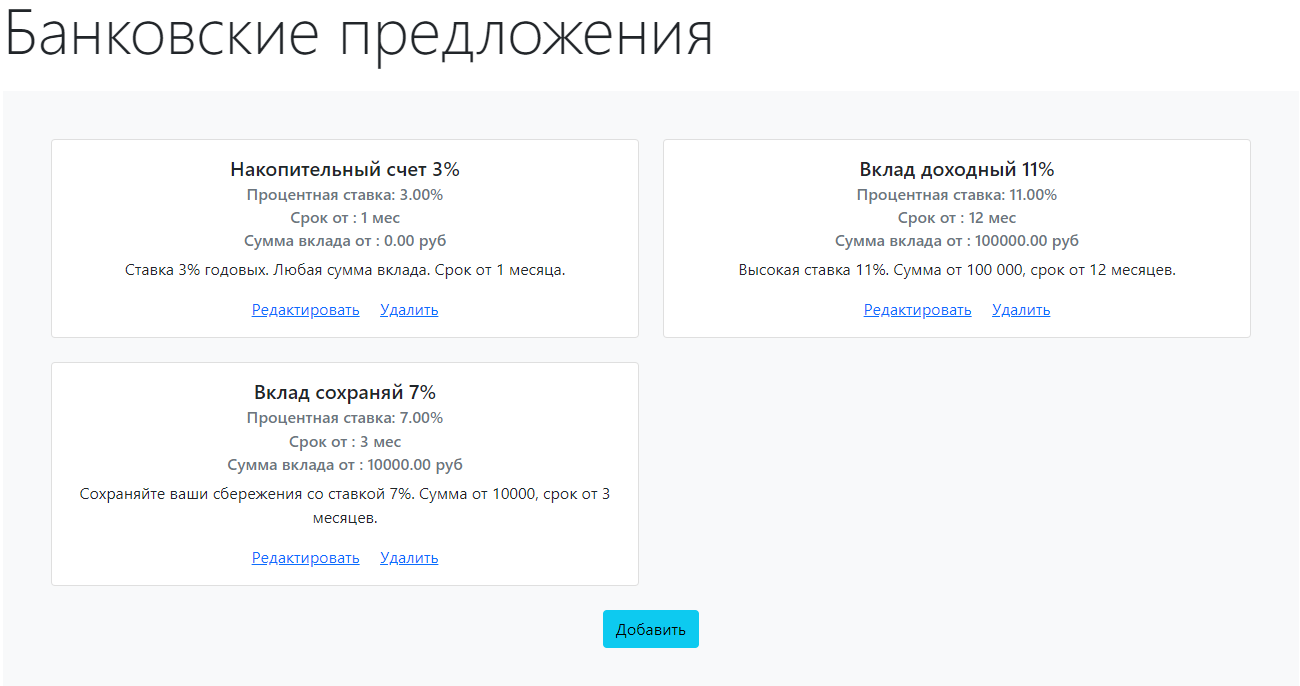 Банковские предложения
Накопительный счет 3%
Процентная ставка: 3.00%
Срок от : 1 мес
Сумма вклада от : 0.00 руб
Ставка 3% годовых. Любая сумма вклада. Срок от 1 месяца.
Редактировать Удалить
Вклад доходный 11%
Процентная ставка: 11.00%
Срок от : 12 мес
Сумма вклада от : 100000.00 руб
Высокая ставка 11%. Сумма от 100 000, срок от 12 месяцев.
Редактировать Удалить
Вклад сохраняй 7%
Процентная ставка: 7.00%
Срок от : 3 мес
Сумма вклада от : 10000.00 руб
Сохраняйте ваши сбережения со ставкой 7%. Сумма от 10000, срок от 3
месяцев.
Редактировать Удалить
Добавить